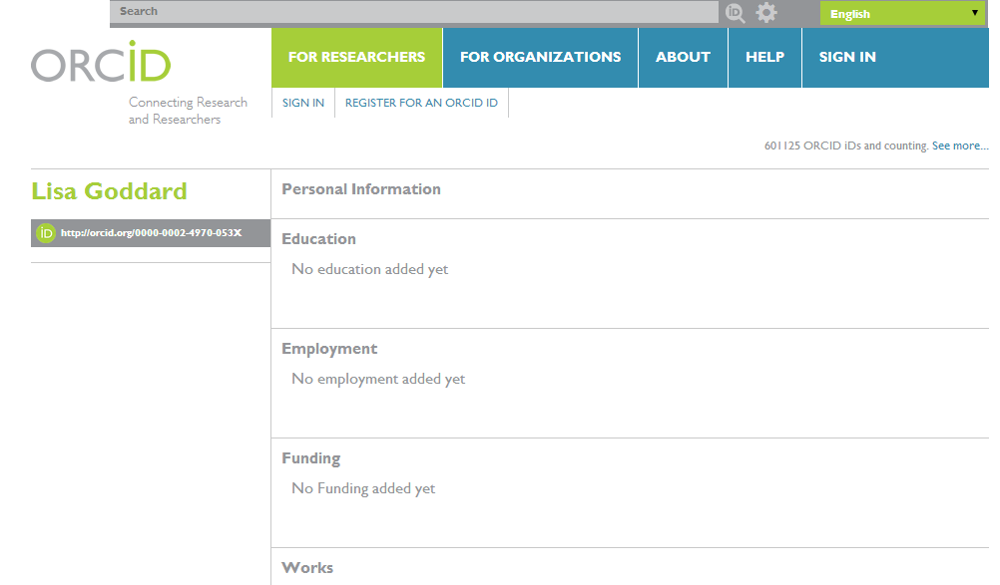 Search
English
ORCID
Connecting Research
and Researchers
FOR RESEARCHERS
FOR ORGANIZATIONS
ABOUT
HELP
SIGN IN
SIGN IN
REGISTER FOR AN ORCID ID
601125 ORCID iDs and counting. See more...
Lisa Goddard
iD http://orcid.org/0000-0002-4970-053X
Personal Information
Education
No education added yet
Employment
No employment added yet
Funding
No Funding added yet
Works